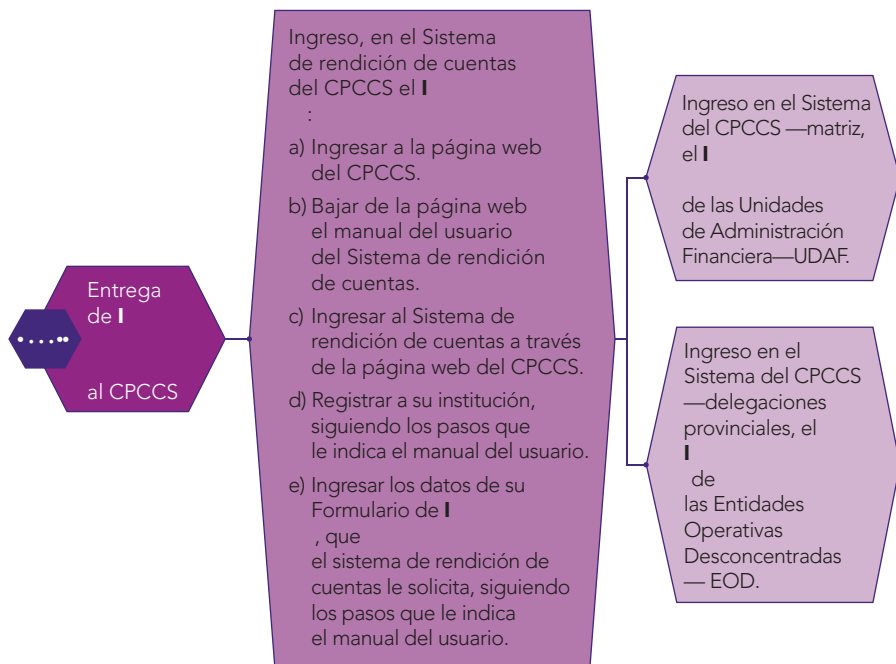 Entrega
de I
al CPCCS
Ingreso, en el Sistema
de rendición de cuentas
del CPCCS el I
:
a) Ingresar a la página web
del CPCCS.
b) Bajar de la página web
el manual del usuario
del Sistema de rendición
de cuentas.
c) Ingresar al Sistema de
rendición de cuentas a través
de la página web del CPCCS.
d) Registrar a su institución,
siguiendo los pasos que
le indica el manual del usuario.
e) Ingresar los datos de su
Formulario de I
, que
el sistema de rendición de
cuentas le solicita, siguiendo
los pasos que le indica
el manual del usuario.
Ingreso en el Sistema
del CPCCS —matriz,
el I
de las Unidades
de Administración
Financiera—UDAF.
Ingreso en el
Sistema del CPCCS
—delegaciones
provinciales, el
I
de
las Entidades
Operativas
Desconcentradas
— EOD.